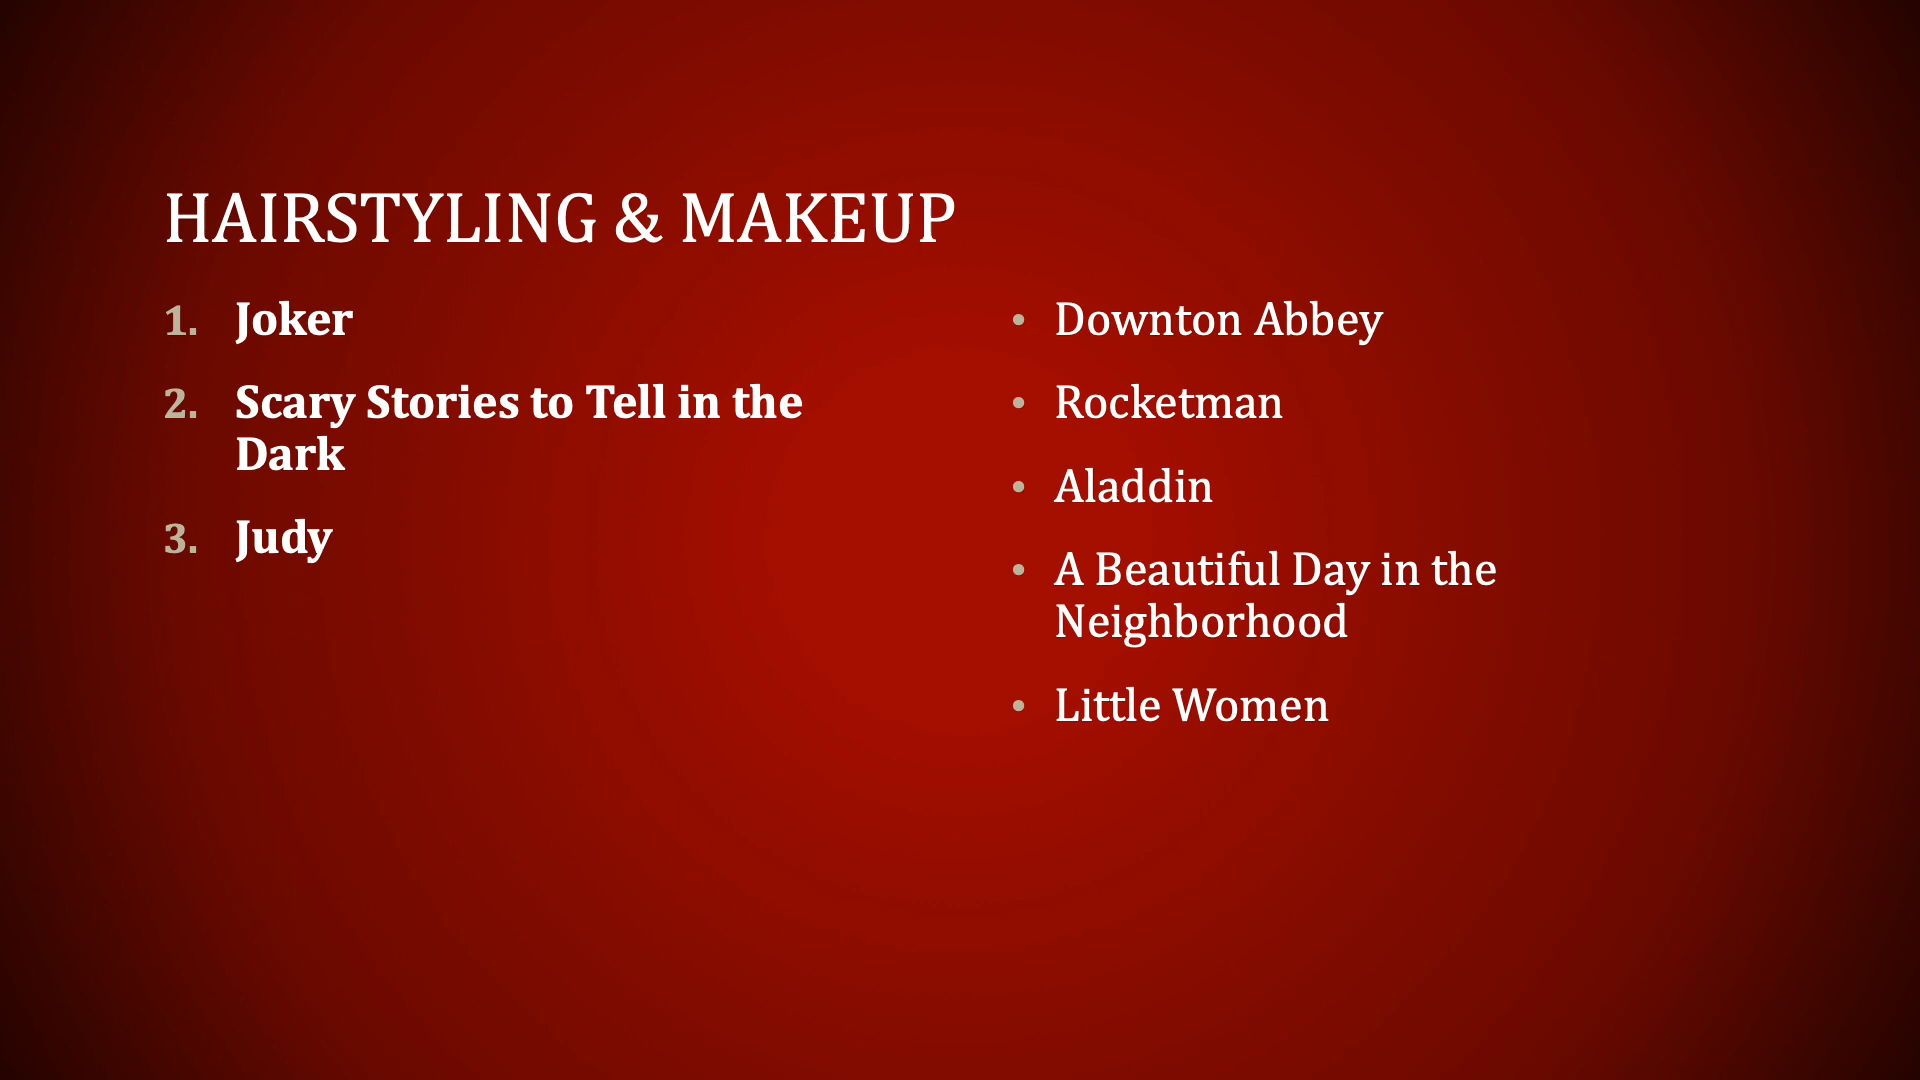 HAIRSTYLING & MAKEUP
1. Joker
2. Scary Stories to Tell in the
Dark
3. Judy
• Downton Abbey
• Rocketman
• Aladdin
• A Beautiful Day in the
Neighborhood
• Little Women